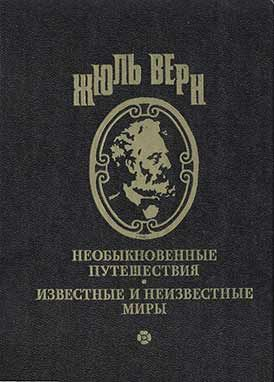 ЖЮЛЬ ВЕРН
НЕОБЫКНОВЕННЫЕ
ПУТЕШЕСТВИЯ
ИЗВЕСТНЫЕ И НЕИЗВЕСТНЫЕ
МИРЫ